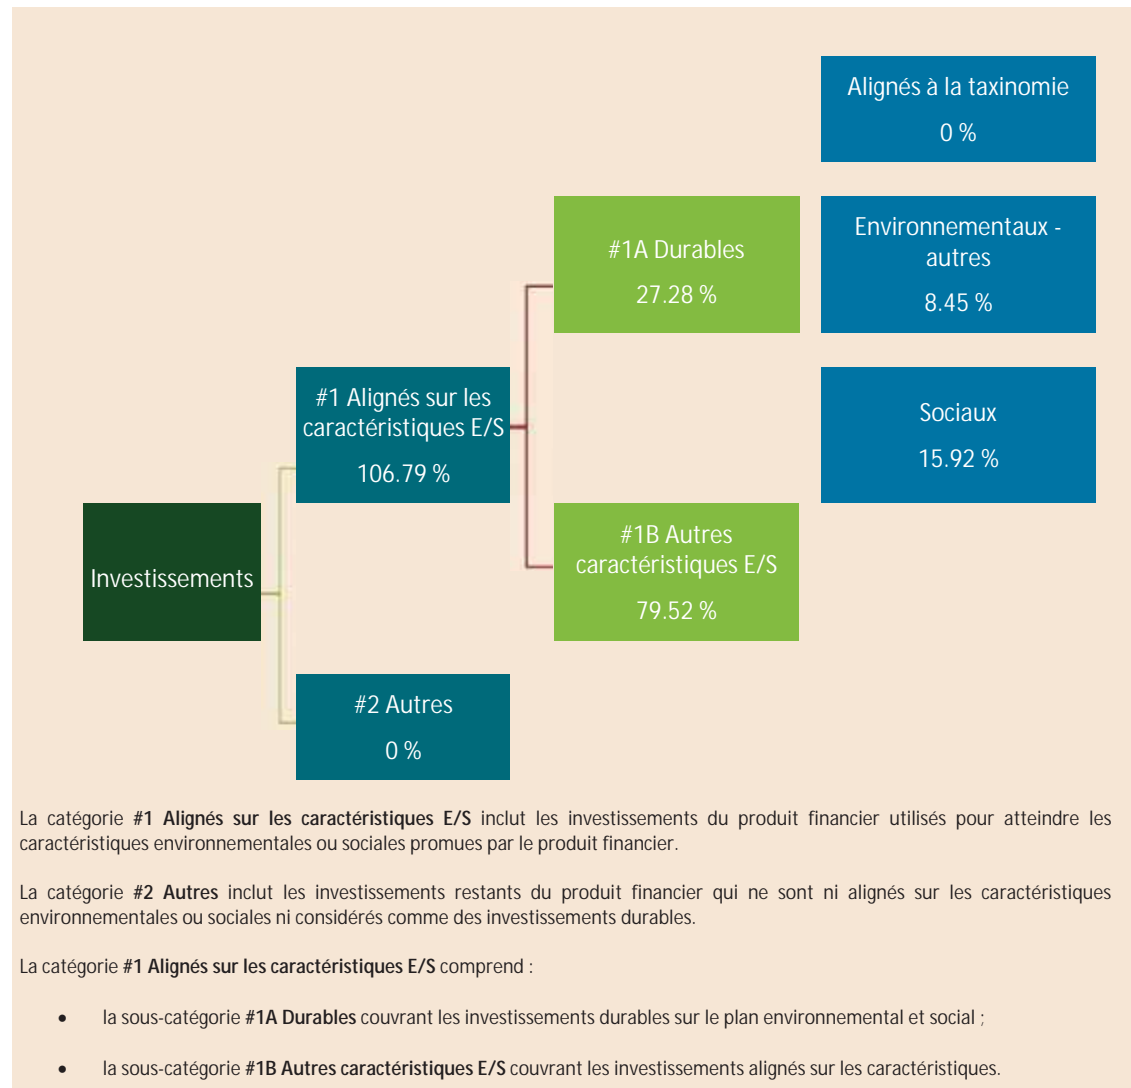 Alignés à la taxinomie
0 %
Environnementaux -
autres
8.45 %
#1A Durables
27.28 %
#1 Alignés sur les
caractéristiques E/S
106.79 %
Sociaux
15.92 %
Investissements
#1B Autres
caractéristiques E/S
79.52 %
#2 Autres
0 %
La catégorie #1 Alignés sur les caractéristiques E/S inclut les investissements du produit financier utilisés pour atteindre les
caractéristiques environnementales ou sociales promues par le produit financier.
La catégorie #2 Autres inclut les investissements restants du produit financier qui ne sont ni alignés sur les caractéristiques
environnementales ou sociales ni considérés comme des investissements durables.
La catégorie #1 Alignés sur les caractéristiques E/S comprend :
• la sous-catégorie #1A Durables couvrant les investissements durables sur le plan environnemental et social ;
• la sous-catégorie #1B Autres caractéristiques E/S couvrant les investissements alignés sur les caractéristiques.